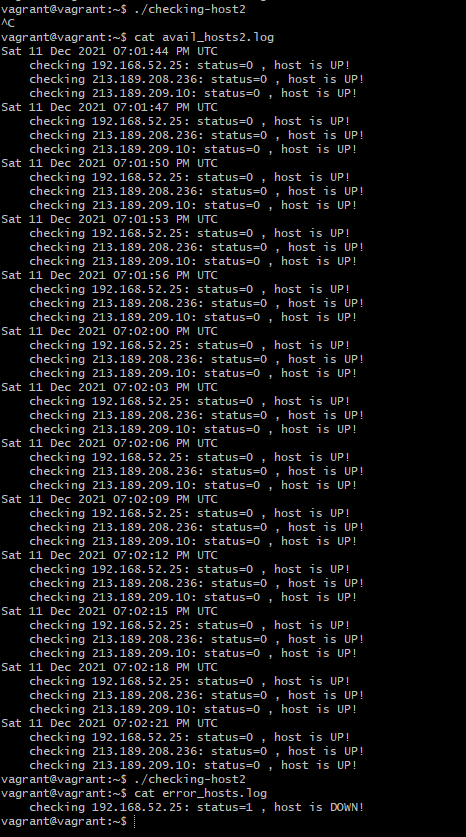 vagrant@vagrant:~$ ./checking-host2
^C
vagrant@vagrant:~$ cat avail_hosts2.log
Sat 11 Dec 2021 07:01:44 PM UTC
    checking 192.168.52.25: status=0 , host is UP!
    checking 213.189.208.236: status=0 , host is UP!
    checking 213.189.209.10: status=0 , host is UP!
Sat 11 Dec 2021 07:01:47 PM UTC
    checking 192.168.52.25: status=0 , host is UP!
    checking 213.189.208.236: status=0 , host is UP!
    checking 213.189.209.10: status=0 , host is UP!
Sat 11 Dec 2021 07:01:50 PM UTC
    checking 192.168.52.25: status=0 , host is UP!
    checking 213.189.208.236: status=0 , host is UP!
    checking 213.189.209.10: status=0 , host is UP!
Sat 11 Dec 2021 07:01:53 PM UTC
    checking 192.168.52.25: status=0 , host is UP!
    checking 213.189.208.236: status=0 , host is UP!
    checking 213.189.209.10: status=0 , host is UP!
Sat 11 Dec 2021 07:01:56 PM UTC
    checking 192.168.52.25: status=0 , host is UP!
    checking 213.189.208.236: status=0 , host is UP!
    checking 213.189.209.10: status=0 , host is UP!
Sat 11 Dec 2021 07:02:00 PM UTC
    checking 192.168.52.25: status=0 , host is UP!
    checking 213.189.208.236: status=0 , host is UP!
    checking 213.189.209.10: status=0 , host is UP!
Sat 11 Dec 2021 07:02:03 PM UTC
    checking 192.168.52.25: status=0 , host is UP!
    checking 213.189.208.236: status=0 , host is UP!
    checking 213.189.209.10: status=0 , host is UP!
Sat 11 Dec 2021 07:02:06 PM UTC
    checking 192.168.52.25: status=0 , host is UP!
    checking 213.189.208.236: status=0 , host is UP!
    checking 213.189.209.10: status=0 , host is UP!
Sat 11 Dec 2021 07:02:09 PM UTC
    checking 192.168.52.25: status=0 , host is UP!
    checking 213.189.208.236: status=0 , host is UP!
    checking 213.189.209.10: status=0 , host is UP!
Sat 11 Dec 2021 07:02:12 PM UTC
    checking 192.168.52.25: status=0 , host is UP!
    checking 213.189.208.236: status=0 , host is UP!
    checking 213.189.209.10: status=0 , host is UP!
Sat 11 Dec 2021 07:02:15 PM UTC
    checking 192.168.52.25: status=0 , host is UP!
    checking 213.189.208.236: status=0 , host is UP!
    checking 213.189.209.10: status=0 , host is UP!
Sat 11 Dec 2021 07:02:18 PM UTC
    checking 192.168.52.25: status=0 , host is UP!
    checking 213.189.208.236: status=0 , host is UP!
    checking 213.189.209.10: status=0 , host is UP!
Sat 11 Dec 2021 07:02:21 PM UTC
    checking 192.168.52.25: status=0 , host is UP!
    checking 213.189.208.236: status=0 , host is UP!
    checking 213.189.209.10: status=0 , host is UP!
vagrant@vagrant:~$ ./checking-host2
vagrant@vagrant:~$ cat error_hosts.log
    checking 192.168.52.25: status=1 , host is DOWN!
vagrant@vagrant:~$